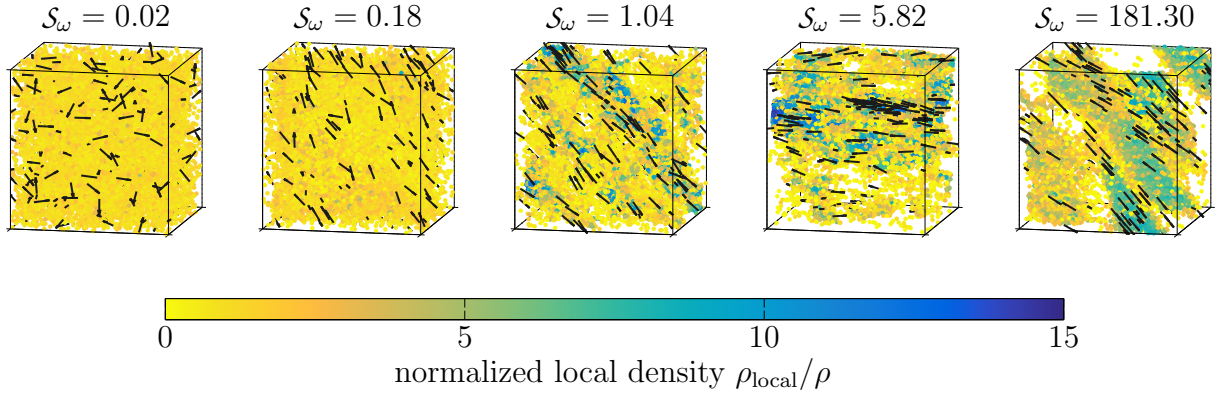 𝒮_ω = 0.02 𝒮_ω = 0.18 𝒮_ω = 1.04 𝒮_ω = 5.82 𝒮_ω = 181.30
0 5 10 15
normalized local density ρ_local/ρ